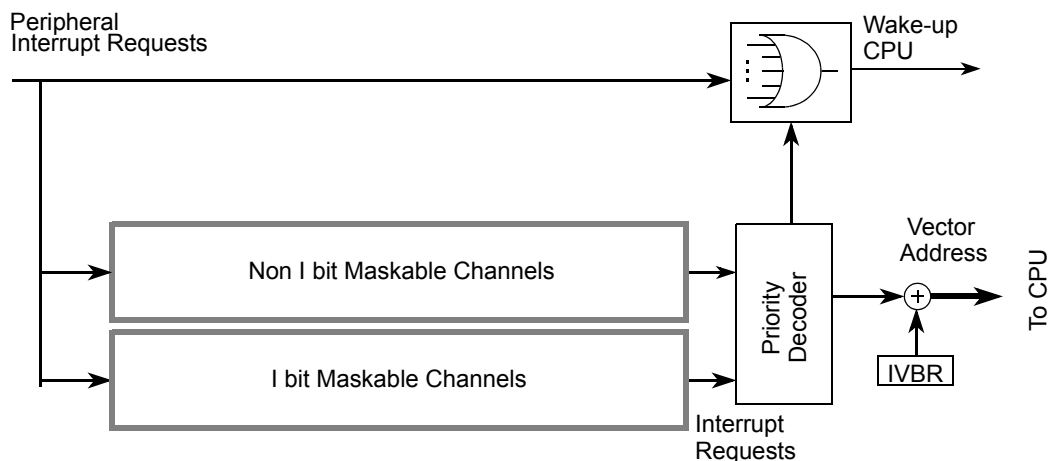 Peripheral
Interrupt Requests
Wake-up
CPU
Non I bit Maskable Channels
I bit Maskable Channels
Priority
Decoder
Interrupt
Requests
Vector
Address
IVBR
To CPU